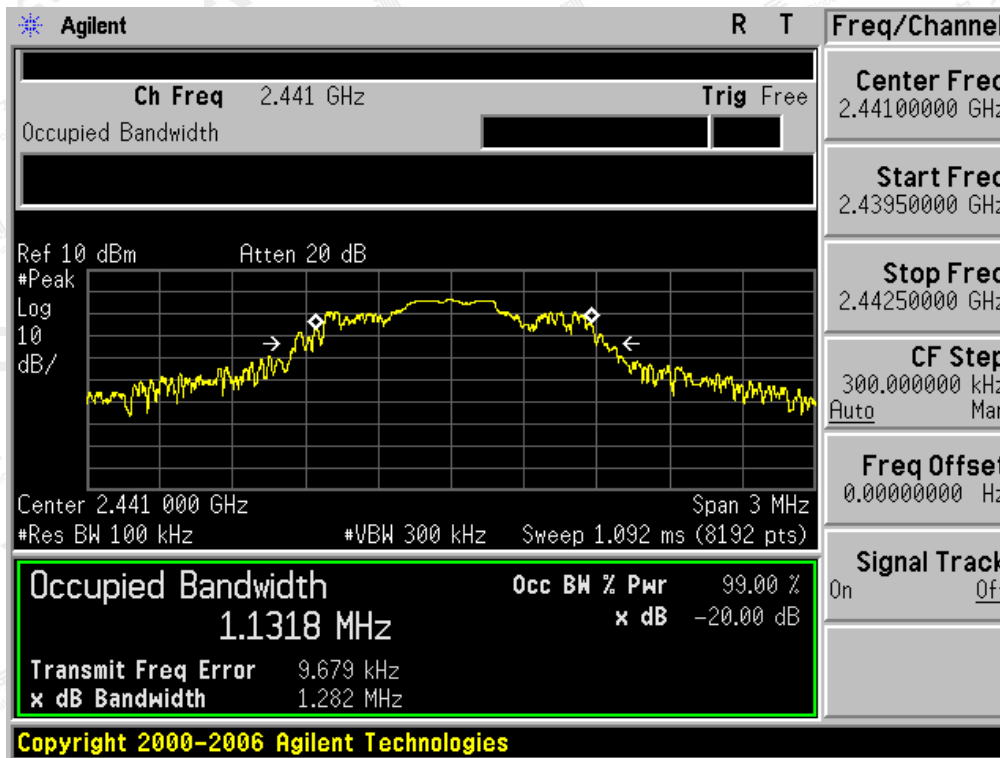 Agilent R T Freq/Channel
Ch Freq 2.441 GHz Trig Free
Occupied Bandwidth
Center Freq
2.44100000 GHz
Start Freq
2.43950000 GHz
Stop Freq
2.44250000 GHz
CF Step
300.000000 kHz
Auto Man
Freq Offset
0.00000000 Hz
Signal Track
On Off
Ref 10 dBm Atten 20 dB
#Peak
Log
10
dB/
Center 2.441 000 GHz Span 3 MHz
#Res BW 100 kHz #VBW 300 kHz Sweep 1.092 ms (8192 pts)
Occupied Bandwidth
1.1318 MHz
Occ BW % Pwr 99.00 %
x dB -20.00 dB
Transmit Freq Error 9.679 kHz
x dB Bandwidth 1.282 MHz
Copyright 2000-2006 Agilent Technologies